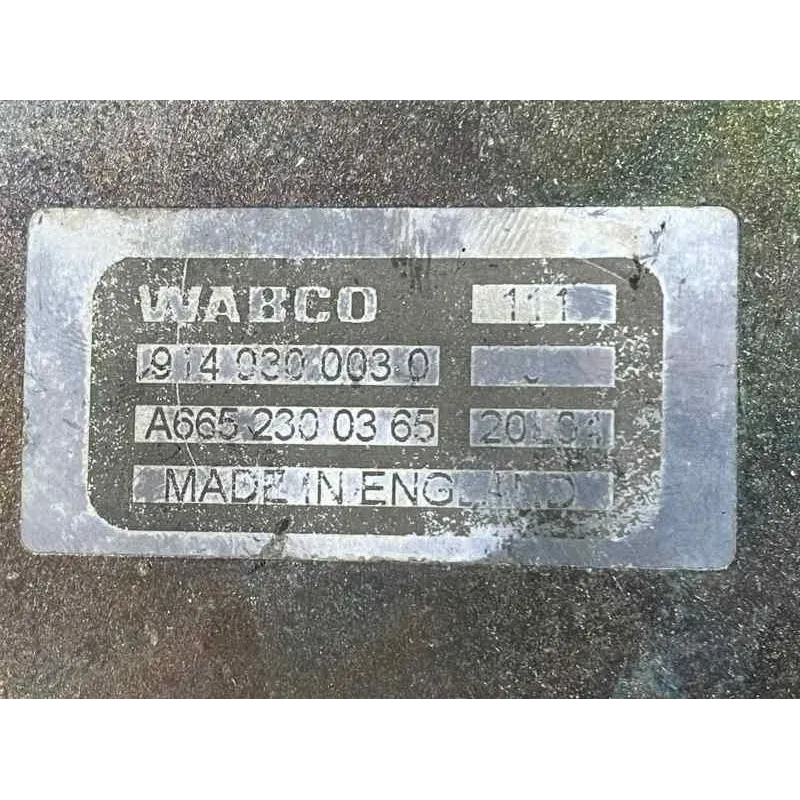 WABCO 111
914 030 003 0
A665 230 03 65
MADE IN ENGLAND